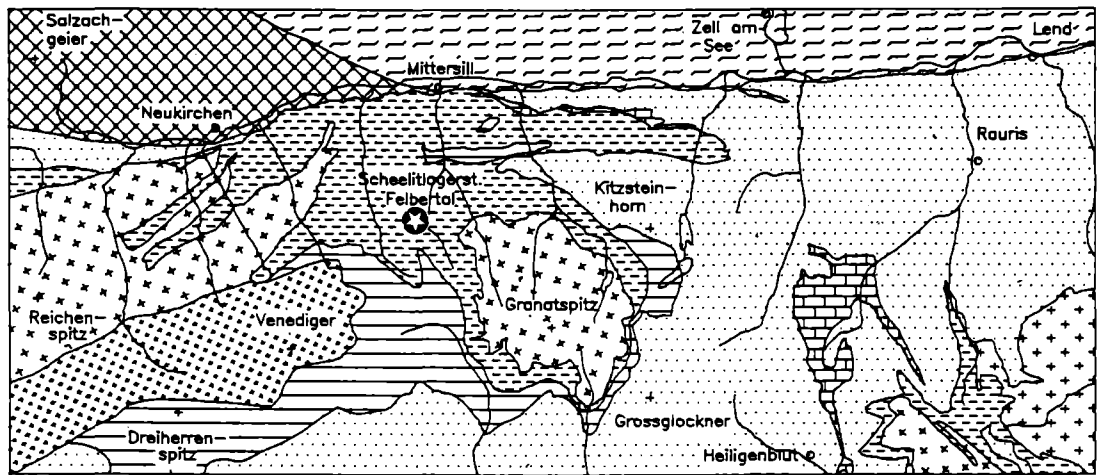 Salzach-
geier
Zell am
See
Lend
Mittersill
Neukirchen
Rauris
Scheelitlagerst.
Felbertal
Kitzstein-
horn
Reichen-
spitz
Venediger
Granatspitz
Grossglockner
Dreiherren-
spitz
Heiligenblut